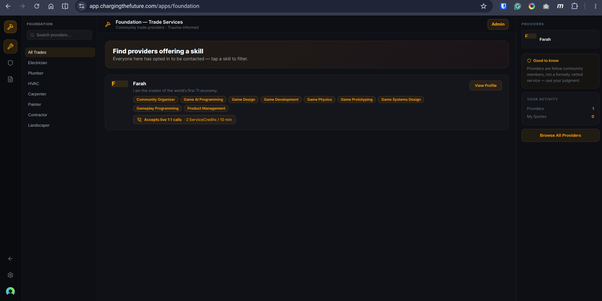 app.chargingthefuture.com/apps/foundation
FOUNDATION
Search providers...
All Trades
Electrician
Plumber
HVAC
Carpenter
Painter
Contractor
Landscaper
Foundation — Trade Services
Community trade providers · Trauma-informed
Admin
Find providers offering a skill
Everyone here has opted in to be contacted — tap a skill to filter.
F
Farah
I am the creator of the world's first TI economy.
View Profile
Community Organizer
Game AI Programming
Game Design
Game Development
Game Physics
Game Prototyping
Game Systems Design
Gameplay Programming
Product Management
Accepts live 1:1 calls · 2 ServiceCredits / 10 min
PROVIDERS
F
Farah
Good to know
Providers are fellow community
members, not a formally vetted
service — use your judgment.
YOUR ACTIVITY
Providers 1
My Quotes 0
Browse All Providers